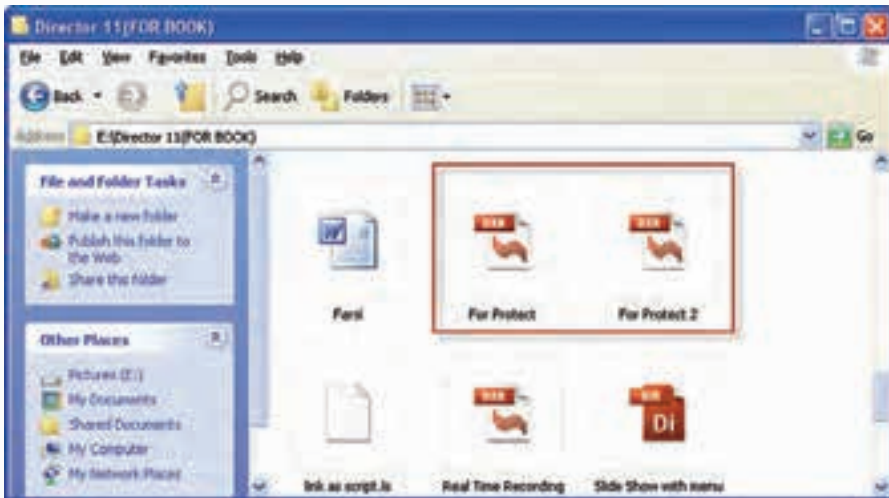 Director 11(FOR BOOK)
File Edit View Favorites Tools Help
Back Search Folders
Address E:\Director 11(FOR BOOK) Go
File and Folder Tasks
Make a new folder
Publish this folder to
the Web
Share this folder
Other Places
Pictures (E:)
My Documents
Shared Documents
My Computer
My Network Places
Farsi For Protect For Protect 2
DXR
Di
link as script.ls Real Time Recording Slide Show with menu